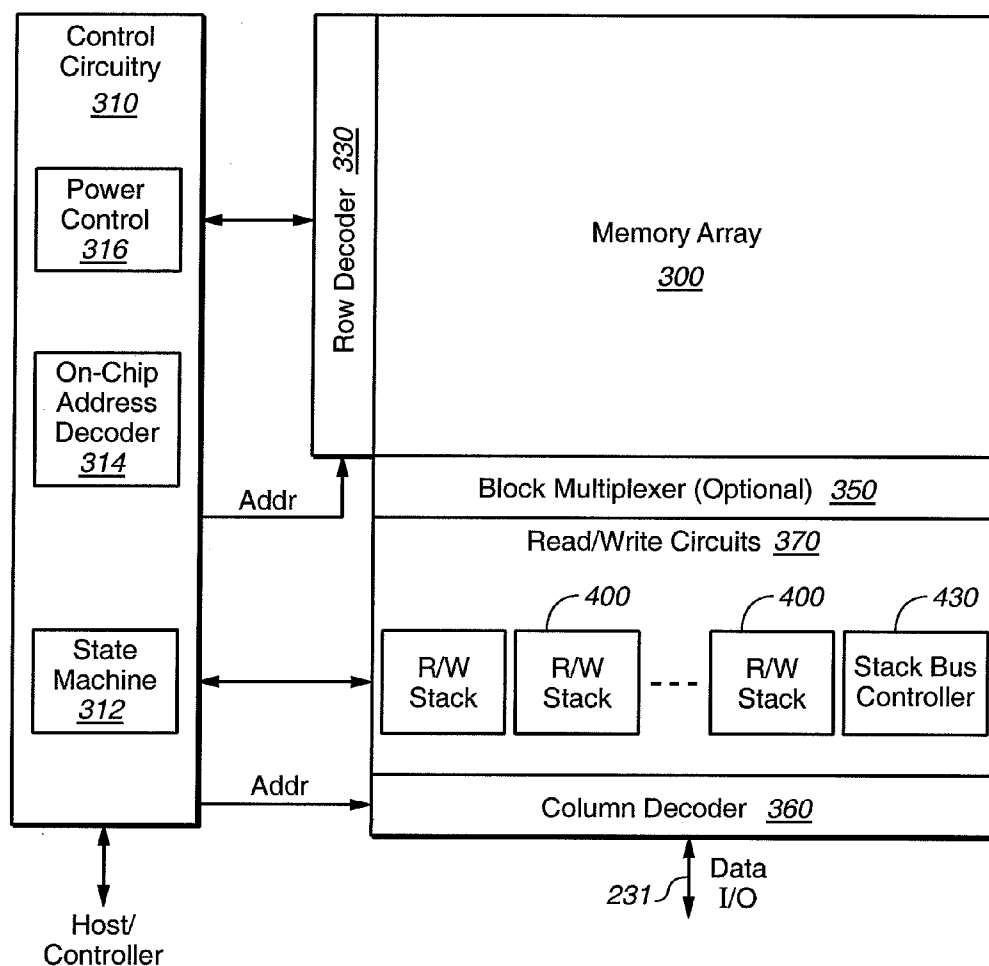 Control
Circuitry
310
Power
Control
316
On-Chip
Address
Decoder
314
State
Machine
312
Host/
Controller
Addr
Addr
Row Decoder 330
Memory Array
300
Block Multiplexer (Optional) 350
Read/Write Circuits 370
400
400
430
R/W
Stack
R/W
Stack
R/W
Stack
Stack Bus
Controller
Column Decoder 360
231
Data
I/O